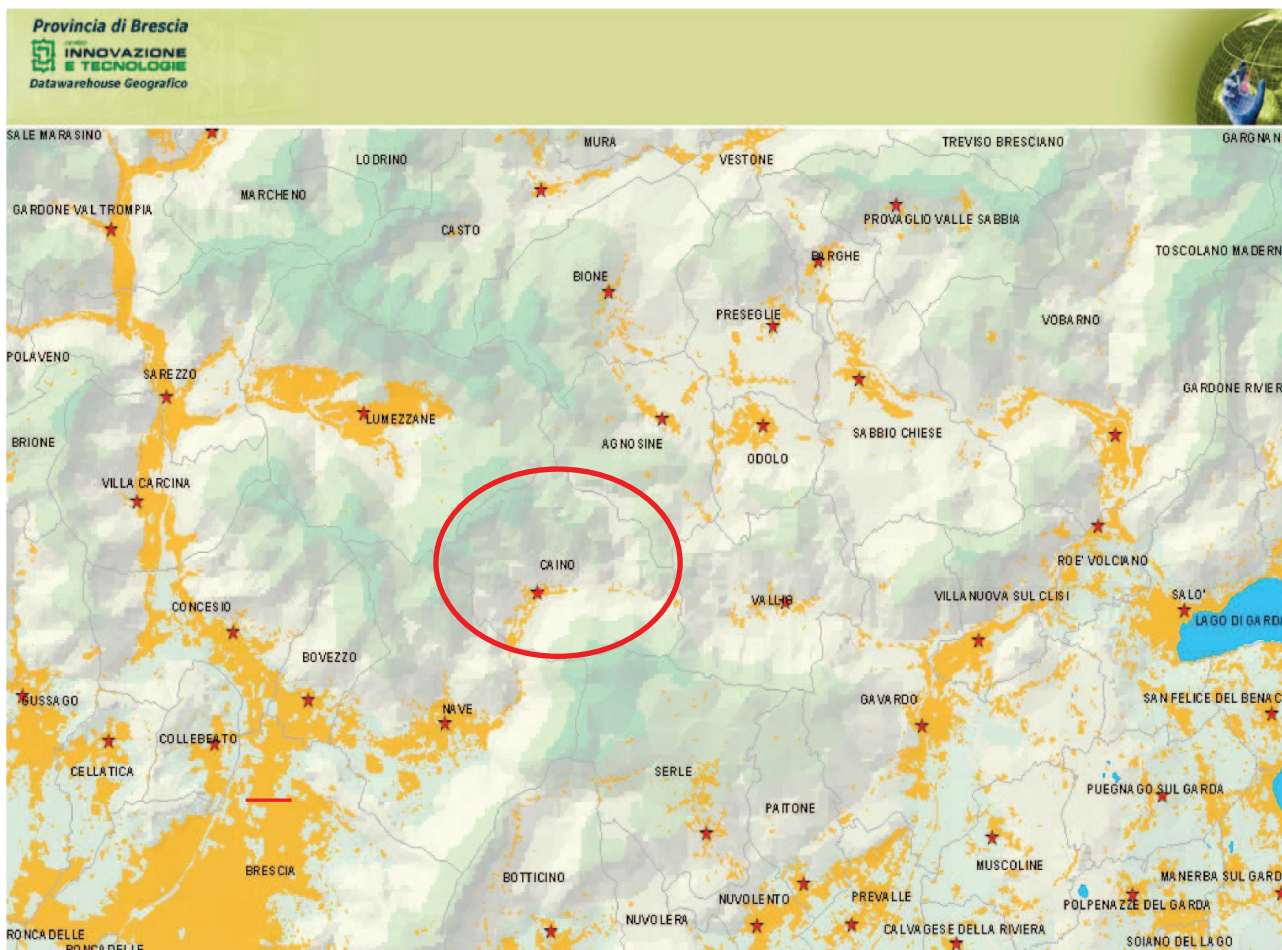 Provincia di Brescia
centro
INNOVAZIONE
E TECNOLOGIE
Datawarehouse Geografico
SALE MARASINO
MURA
TREVISO BRESCIANO
GARGNAN
LODRINO
VESTONE
MARCHENO
GARDONE VAL TROMPIA
PROVAGLIO VALLE SABBIA
CASTO
BARGHE
TOSCOLANO MADERN
BIONE
PRESEGLIE
VOBARNO
POLAVENO
SAREZZO
GARDONE RIVIER
LUMEZZANE
BRIONE
AGNOSINE
SABBIO CHIESE
ODOLO
VILLA CARCINA
CAINO
ROE' VOLCIANO
VALLIO
VILLANUOVA SUL CLISI
SALO'
CONCESIO
LAGO DI GARDA
BOVEZZO
GUSSAGO
GAVARDO
SAN FELICE DEL BENAC
NAVE
COLLEBEATO
CELLATICA
SERLE
PUEGNAGO SUL GARDA
PAITONE
BRESCIA
MUSCOLINE
BOTTICINO
MANERBA SUL GARD
NUVOLENTO
PREVALLE
POLPENAZZE DEL GARDA
NUVOLERA
CALVAGESE DELLA RIVIERA
RONCADELLE
SOIANO DEL LAGO
RONCADELLE